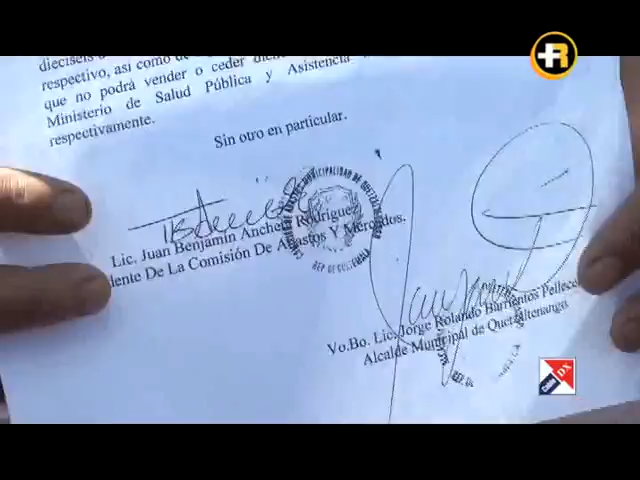 dieciséis
respectivo, así como
que no podrá vender o ceder
Ministerio de Salud Pública y Asistencia
respectivamente.
Sin otro en particular.
Lic. Juan Benjamín Ancheta Rodríguez
dente De La Comisión De Abastos Y Mercados.
MUNICIPALIDAD DE QUETZALTENANGO
REP. DE GUATEMALA
Vo.Bo. Lic. Jorge Rolando Barrientos Pellecer
Alcalde Municipal de Quetzaltenango
+R
DX